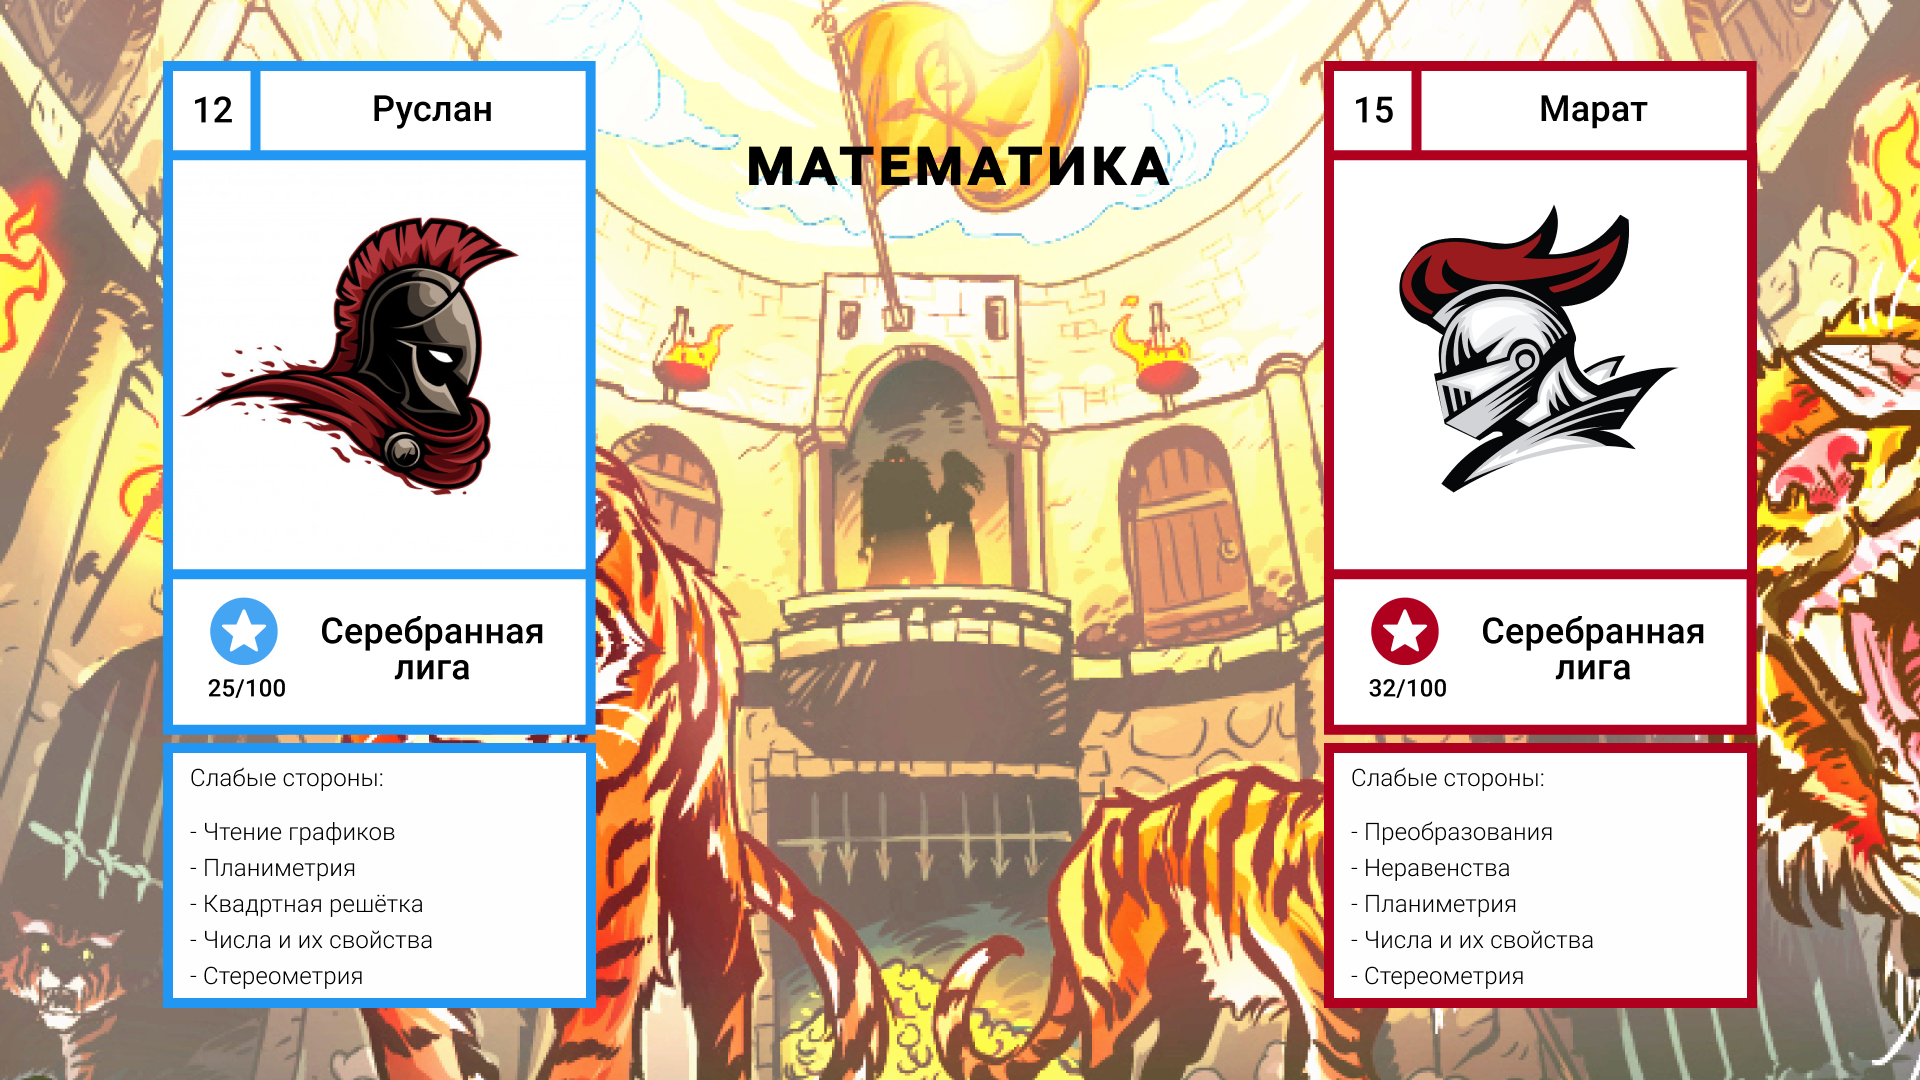 МАТЕМАТИКА
12
Руслан
Серебранная
лига
25/100
Слабые стороны:
- Чтение графиков
- Планиметрия
- Квадртная решётка
- Числа и их свойства
- Стереометрия
15
Марат
Серебранная
лига
32/100
Слабые стороны:
- Преобразования
- Неравенства
- Планиметрия
- Числа и их свойства
- Стереометрия